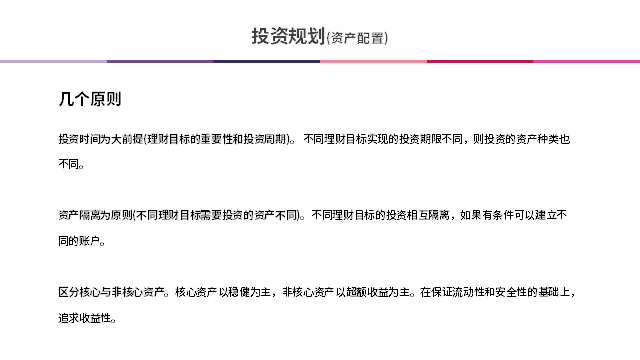 投资规划(资产配置)
几个原则
投资时间为大前提(理财目标的重要性和投资周期)。 不同理财目标实现的投资期限不同，则投资的资产种类也
不同。
资产隔离为原则(不同理财目标需要投资的资产不同)。不同理财目标的投资相互隔离，如果有条件可以建立不
同的账户。
区分核心与非核心资产。核心资产以稳健为主，非核心资产以超额收益为主。在保证流动性和安全性的基础上，
追求收益性。